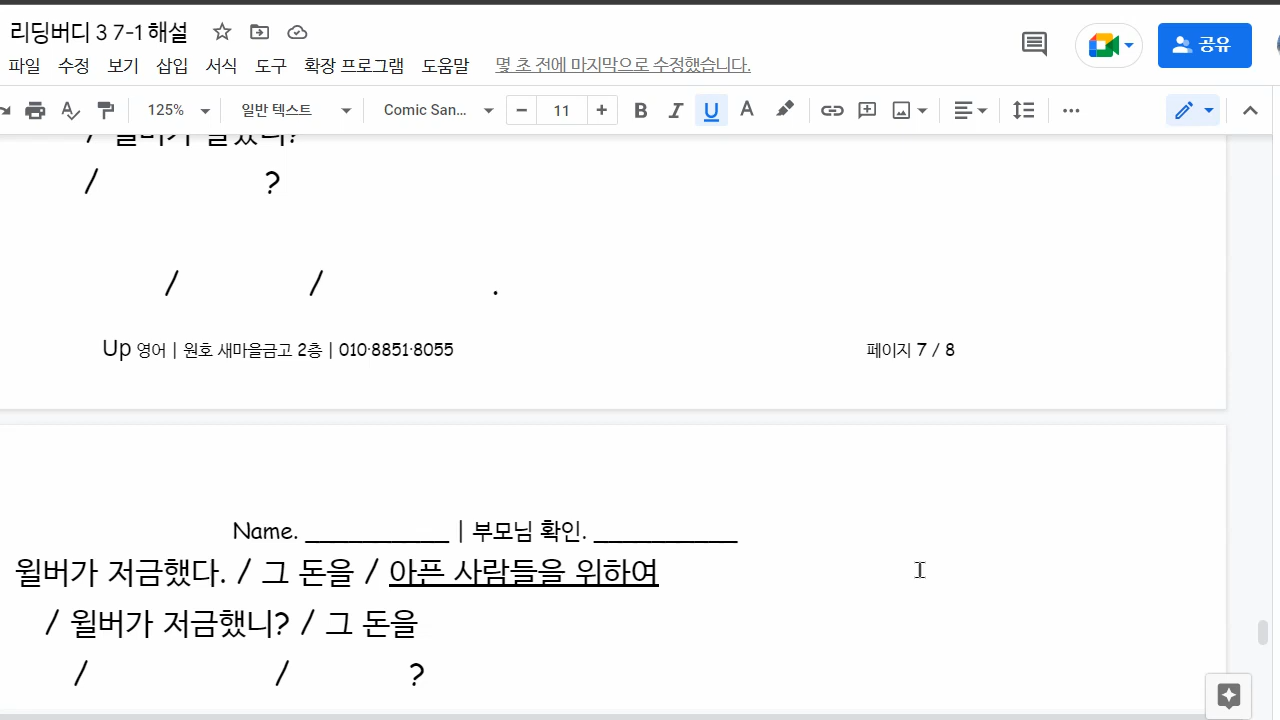 리딩버디 3 7-1 해설
파일 수정 보기 삽입 서식 도구 확장 프로그램 도움말 몇 초 전에 마지막으로 수정했습니다.
공유
125% 일반 텍스트 Comic San... − 11 + B I U A
/ 윌버가
/ ?
/ / .
Up 영어 | 원호 새마을금고 2층 | 010·8851·8055 페이지 7 / 8
Name. ___________ | 부모님 확인. ___________
윌버가 저금했다. / 그 돈을 / 아픈 사람들을 위하여
/ 윌버가 저금했니? / 그 돈을
/ / ?